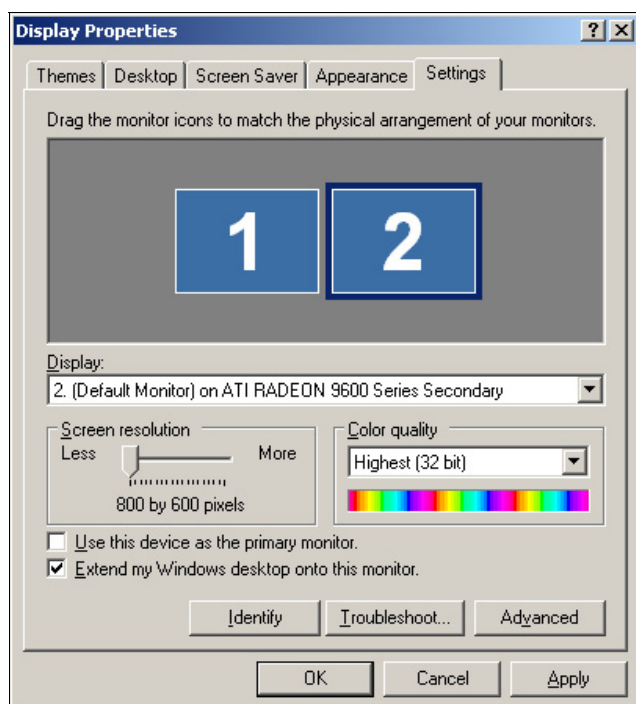 Display Properties
Themes Desktop Screen Saver Appearance Settings
Drag the monitor icons to match the physical arrangement of your monitors.
1 2
Display:
2. (Default Monitor) on ATI RADEON 9600 Series Secondary
Screen resolution
Less More
800 by 600 pixels
Color quality
Highest (32 bit)
Use this device as the primary monitor.
Extend my Windows desktop onto this monitor.
Identify Troubleshoot... Advanced
OK Cancel Apply